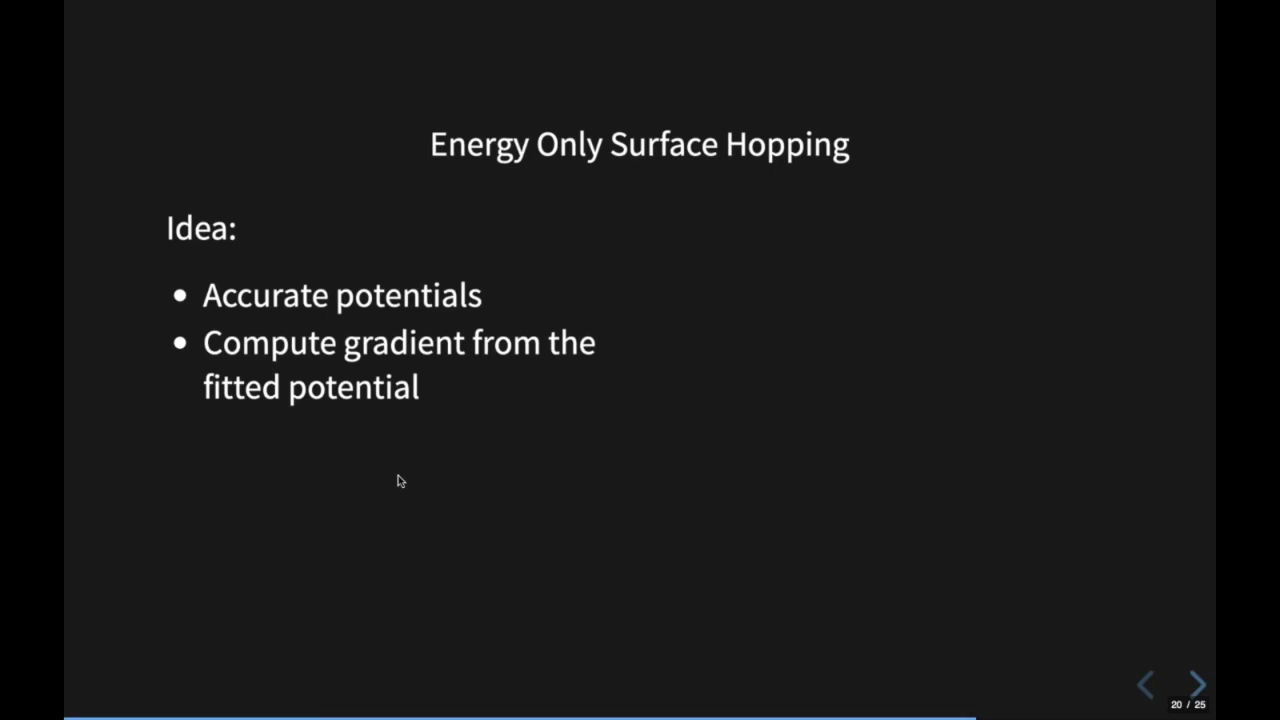 Energy Only Surface Hopping
Idea:
• Accurate potentials
• Compute gradient from the
fitted potential
20 / 25